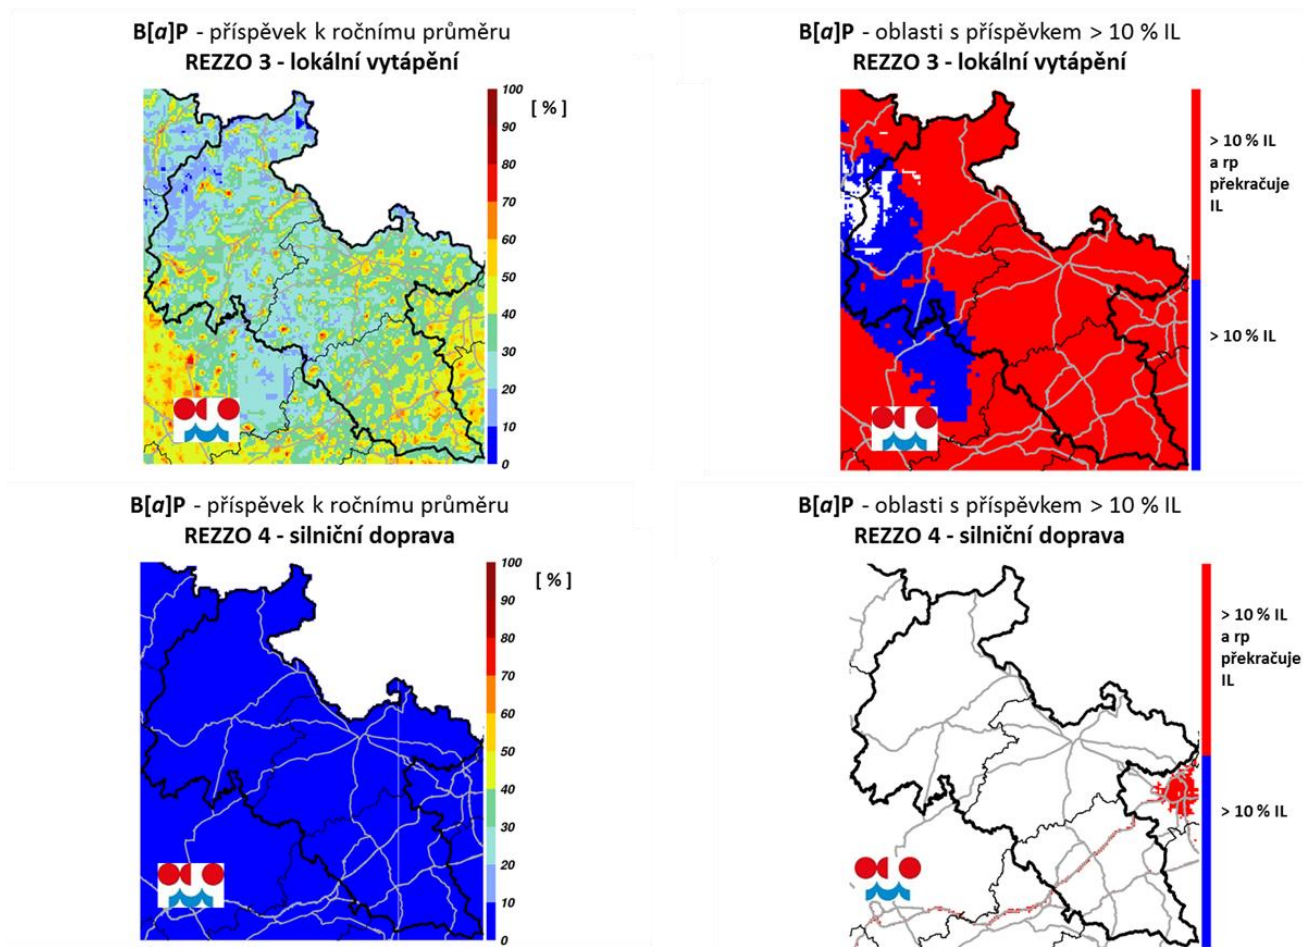 B[a]P - příspěvek k ročnímu průměru
REZZO 3 - lokální vytápění
100
[ % ]
90
80
70
60
50
40
30
20
10
0
B[a]P - oblasti s příspěvkem > 10 % IL
REZZO 3 - lokální vytápění
> 10 % IL
a rp
překračuje
IL
> 10 % IL
B[a]P - příspěvek k ročnímu průměru
REZZO 4 - silniční doprava
100
[ % ]
90
80
70
60
50
40
30
20
10
0
B[a]P - oblasti s příspěvkem > 10 % IL
REZZO 4 - silniční doprava
> 10 % IL
a rp
překračuje
IL
> 10 % IL